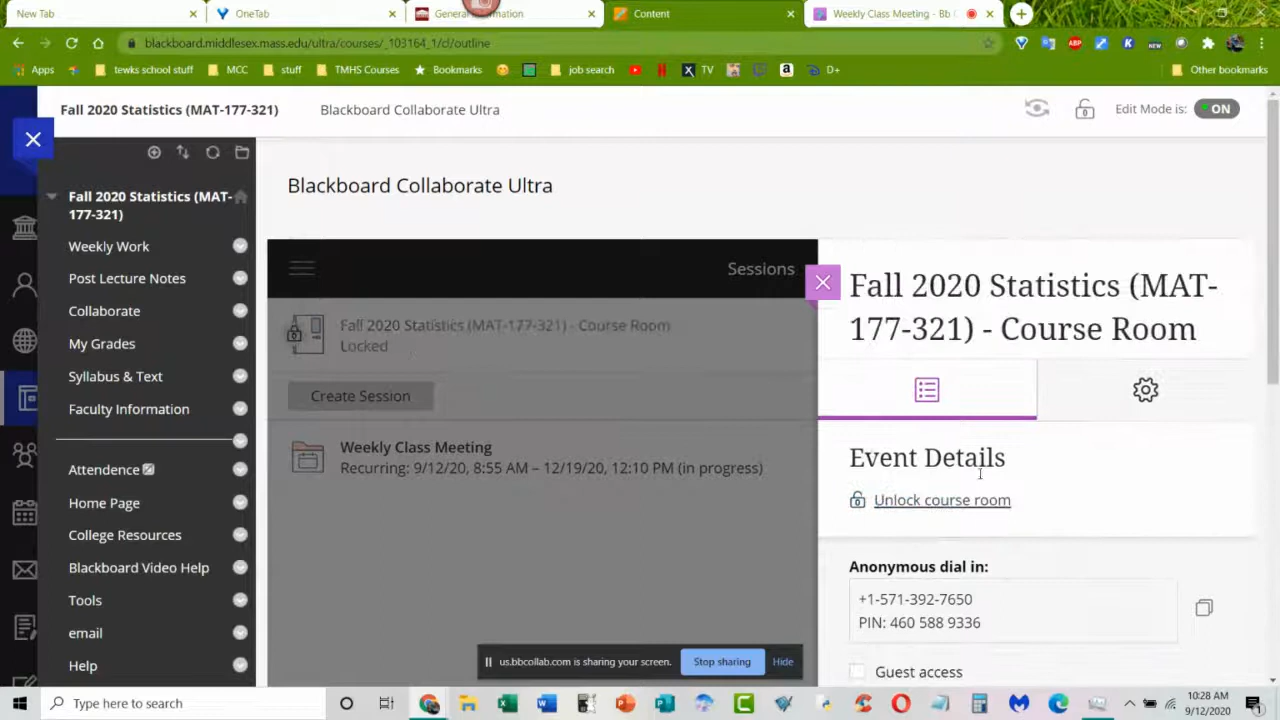 New Tab
OneTab
General Information
Content
Weekly Class Meeting - Bb C
blackboard.middlesex.mass.edu/ultra/courses/_103164_1/cl/outline
Apps
tewks school stuff
MCC
stuff
TMHS Courses
Bookmarks
job search
TV
D+
Other bookmarks
Fall 2020 Statistics (MAT-177-321)
Blackboard Collaborate Ultra
Edit Mode is: ON
Fall 2020 Statistics (MAT-
177-321)
Weekly Work
Post Lecture Notes
Collaborate
My Grades
Syllabus & Text
Faculty Information
Attendence
Home Page
College Resources
Blackboard Video Help
Tools
email
Help
Blackboard Collaborate Ultra
Sessions
Fall 2020 Statistics (MAT-177-321) - Course Room
Locked
Create Session
Weekly Class Meeting
Recurring: 9/12/20, 8:55 AM – 12/19/20, 12:10 PM (in progress)
Fall 2020 Statistics (MAT-
177-321) - Course Room
Event Details
Unlock course room
Anonymous dial in:
+1-571-392-7650
PIN: 460 588 9336
Guest access
us.bbcollab.com is sharing your screen.
Stop sharing
Hide
Type here to search
10:28 AM
9/12/2020